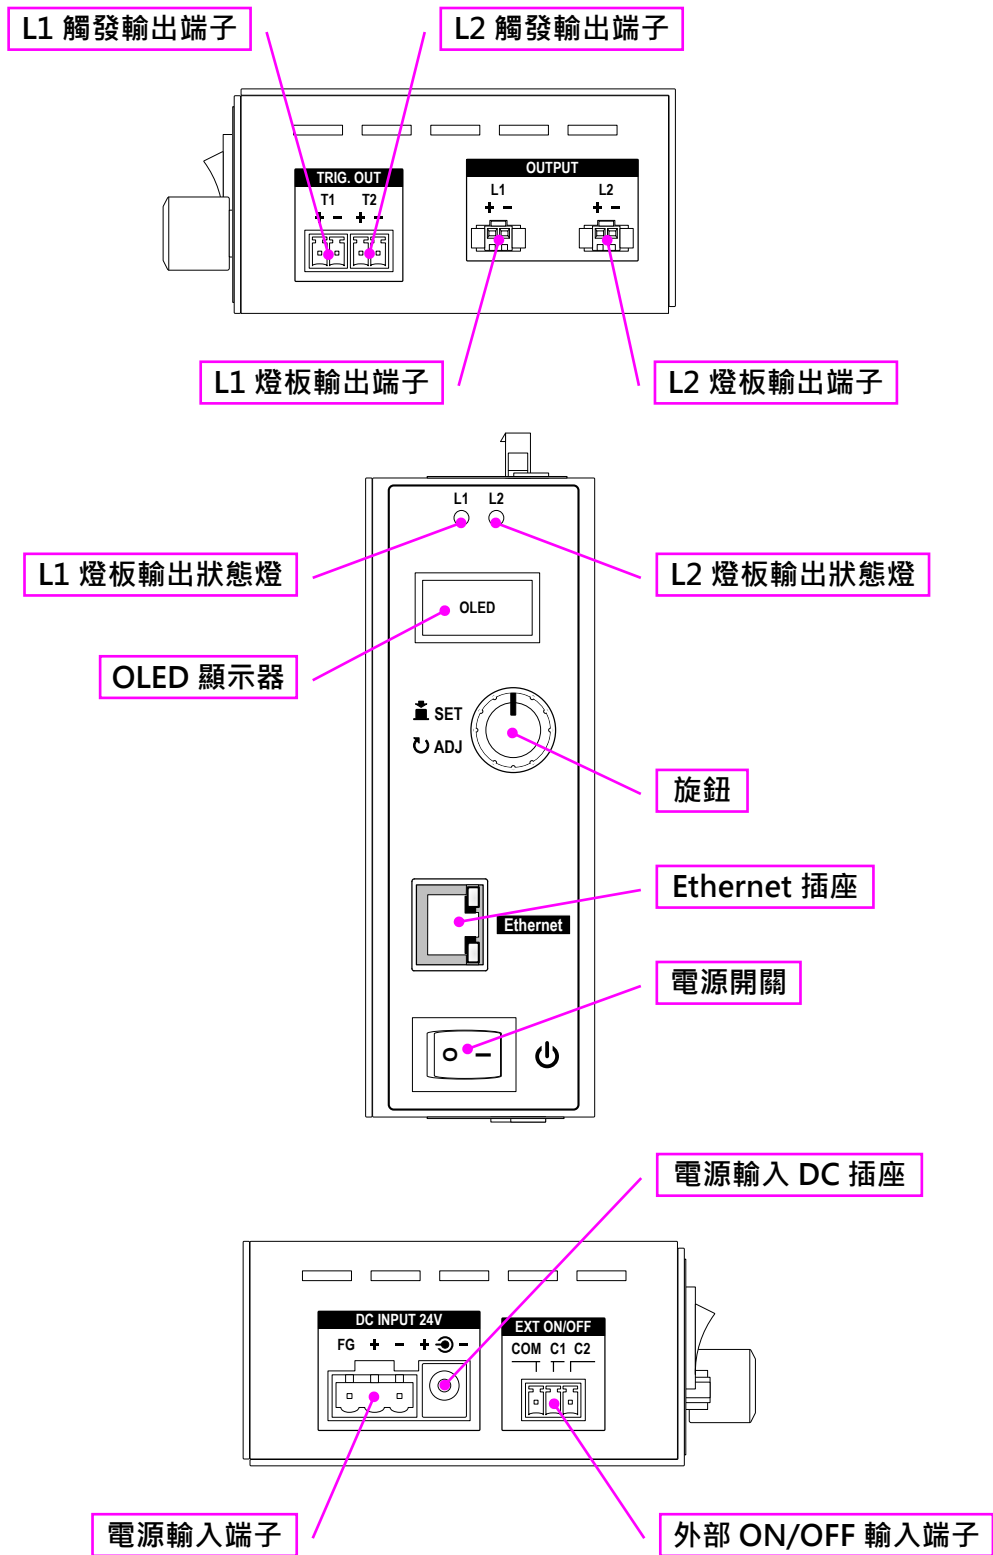 L1 觸發輸出端子
L2 觸發輸出端子
TRIG. OUT
T1 T2
+ - + -
OUTPUT
L1 L2
+ - + -
L1 燈板輸出端子
L2 燈板輸出端子
L1 L2
L1 燈板輸出狀態燈
L2 燈板輸出狀態燈
OLED
OLED 顯示器
SET
ADJ
旋鈕
Ethernet 插座
Ethernet
電源開關
O I
電源輸入 DC 插座
DC INPUT 24V
FG + - + -
EXT ON/OFF
COM C1 C2
電源輸入端子
外部 ON/OFF 輸入端子